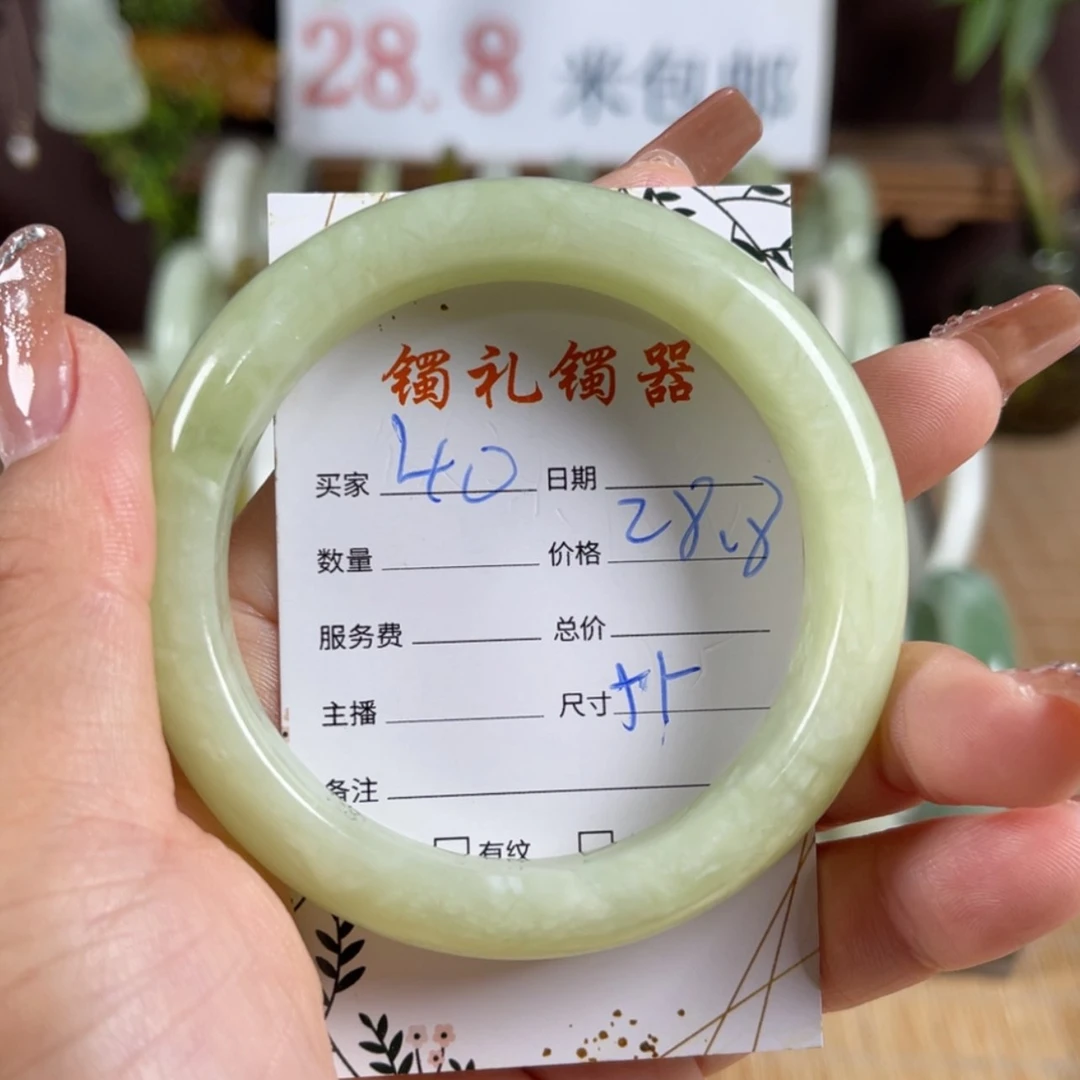 28.8 米包邮
镯礼镯器
买家 40 日期
数量 价格 28.8
服务费 总价
主播 尺寸
备注
有纹